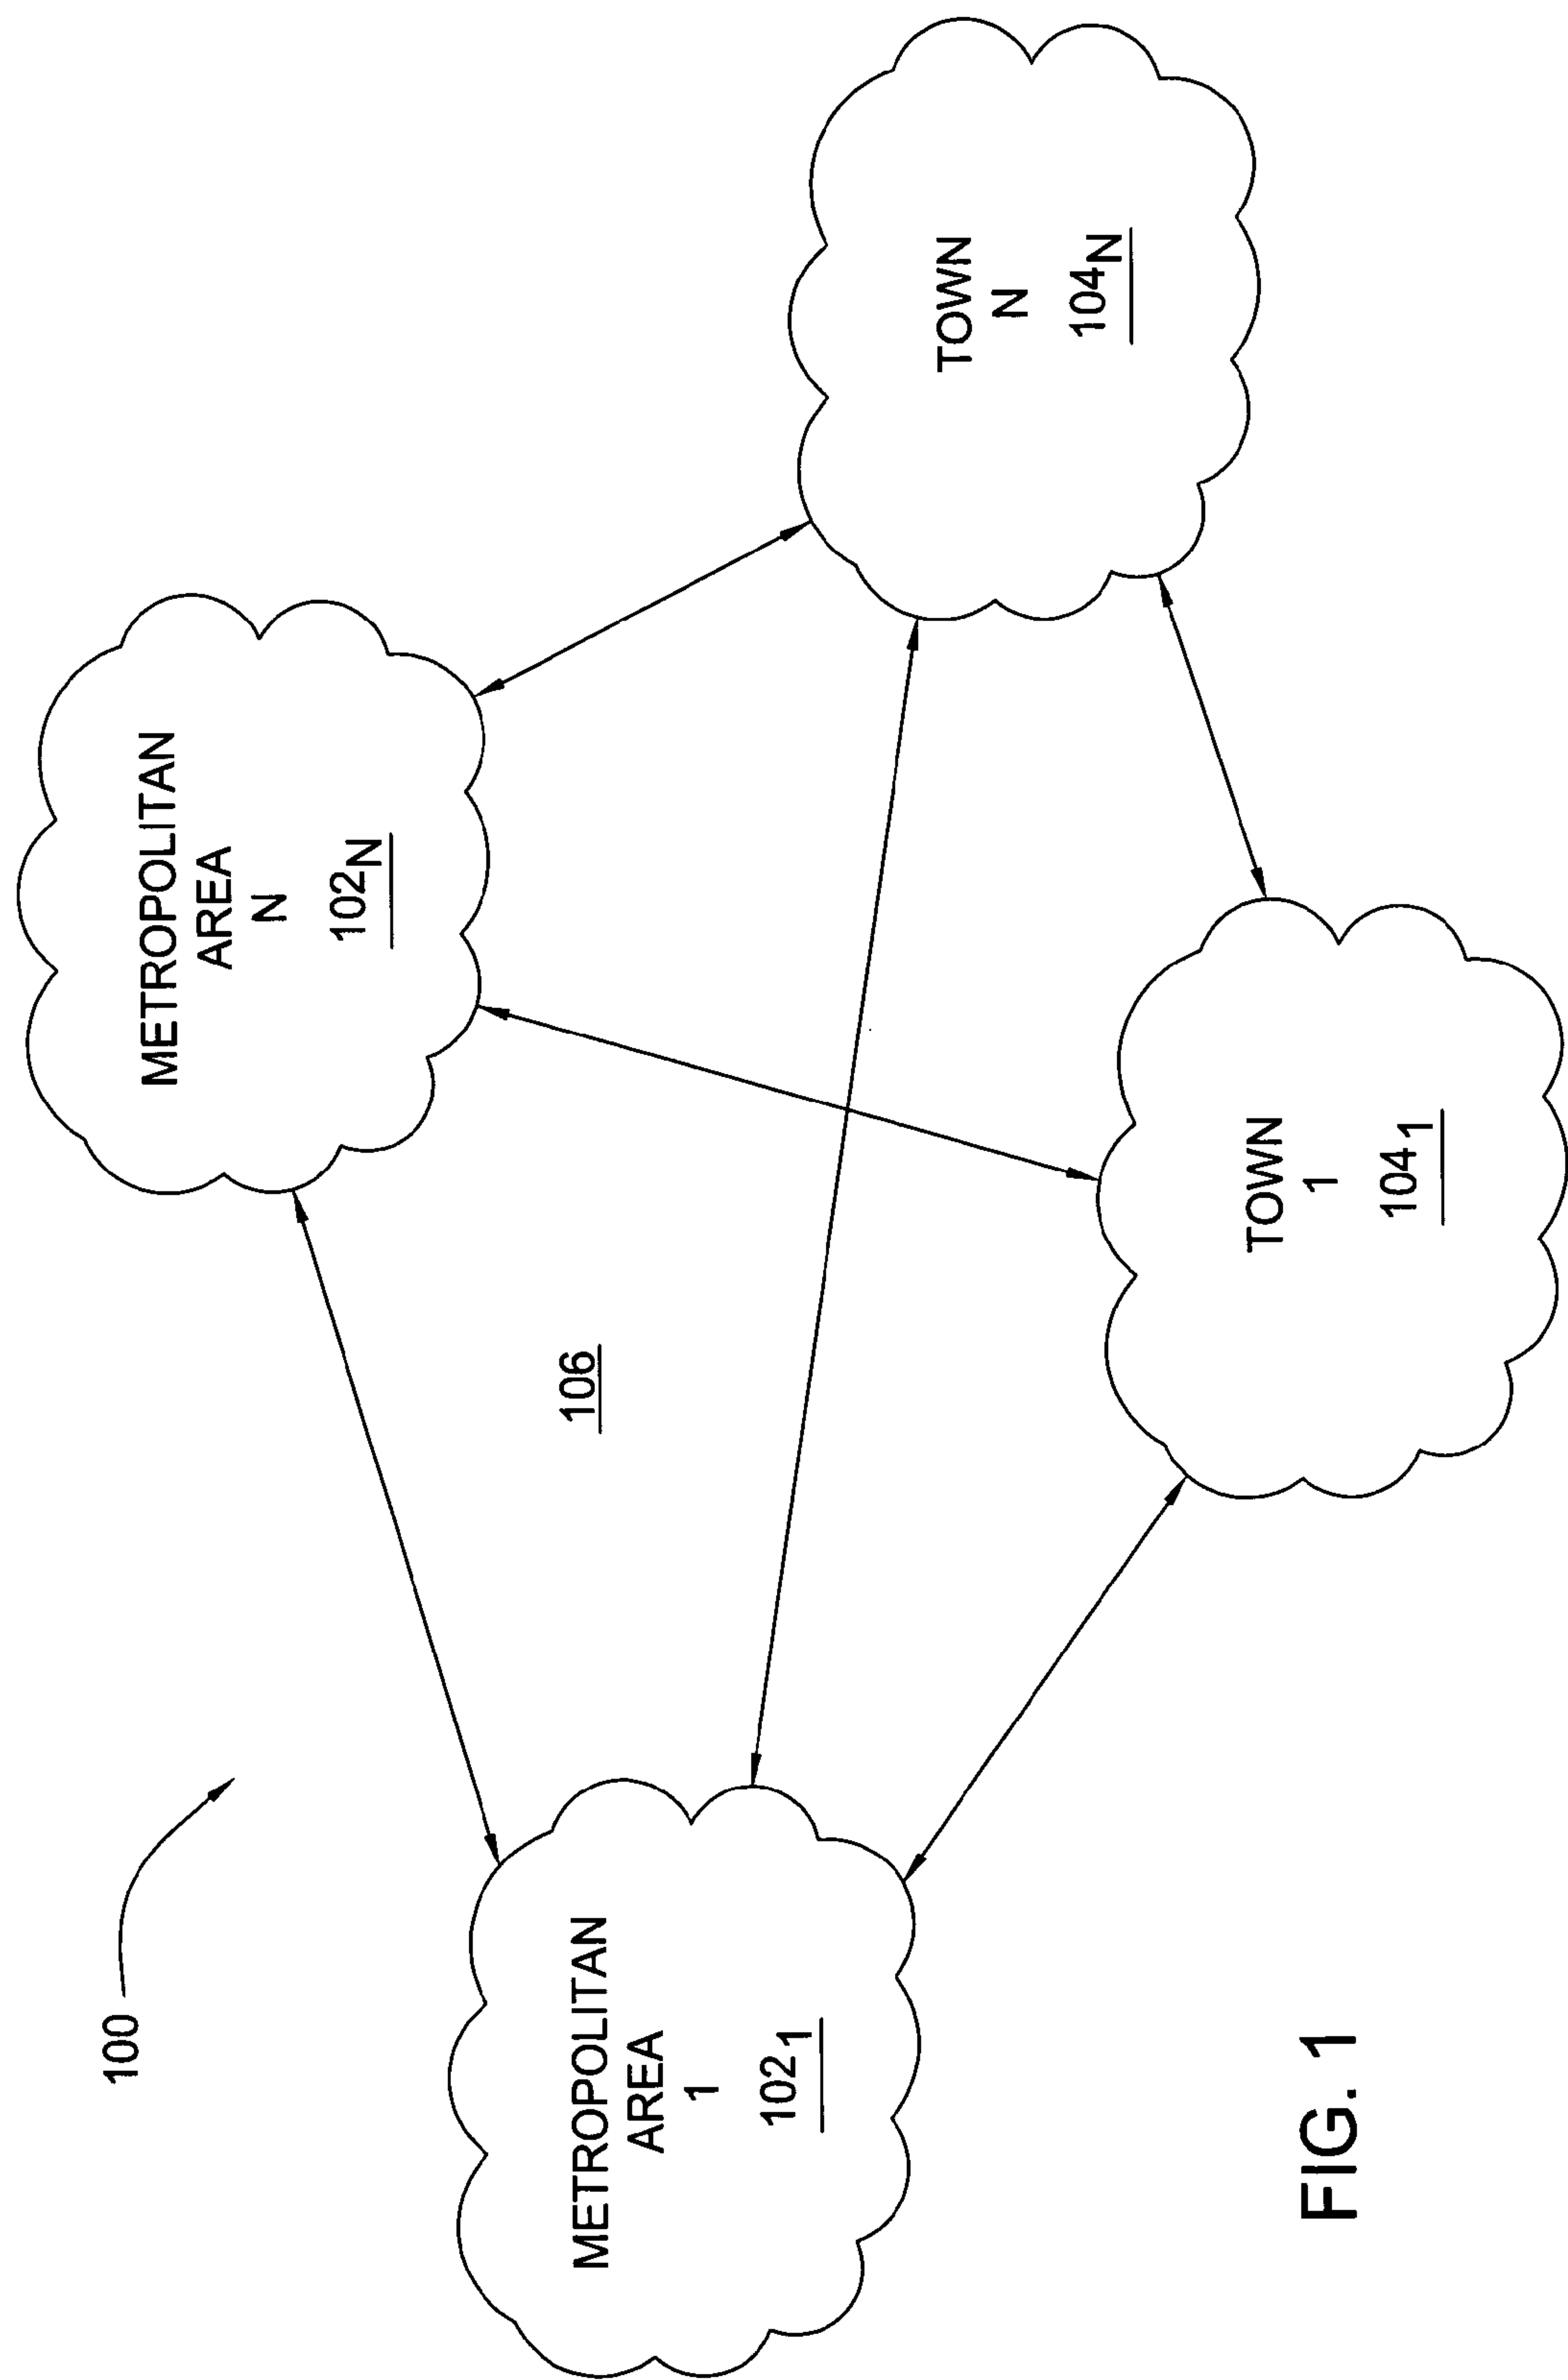 100
METROPOLITAN
AREA
N
102N
METROPOLITAN
AREA
1
1021
106
TOWN
N
104N
TOWN
1
1041
FIG. 1